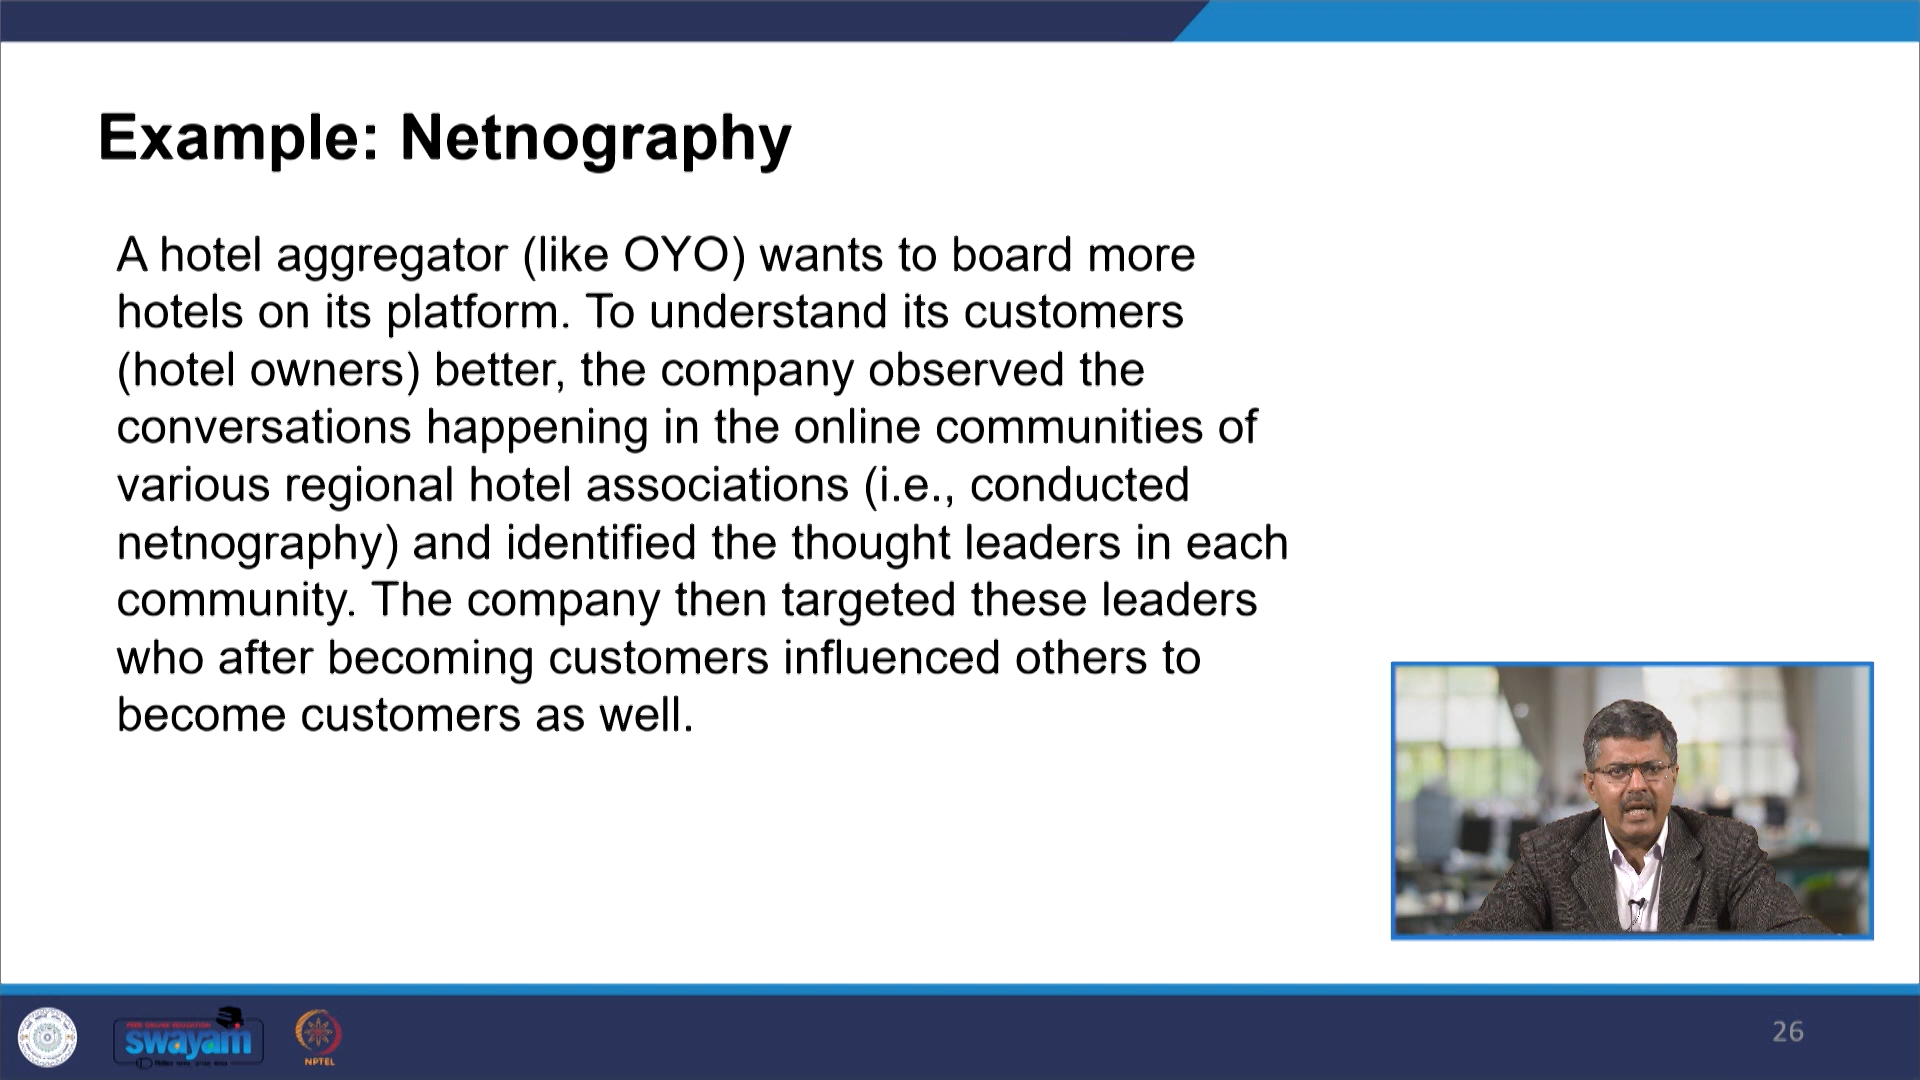 Example: Netnography
A hotel aggregator (like OYO) wants to board more
hotels on its platform. To understand its customers
(hotel owners) better, the company observed the
conversations happening in the online communities of
various regional hotel associations (i.e., conducted
netnography) and identified the thought leaders in each
community. The company then targeted these leaders
who after becoming customers influenced others to
become customers as well.
FREE ONLINE EDUCATION
swayam
NPTEL
26